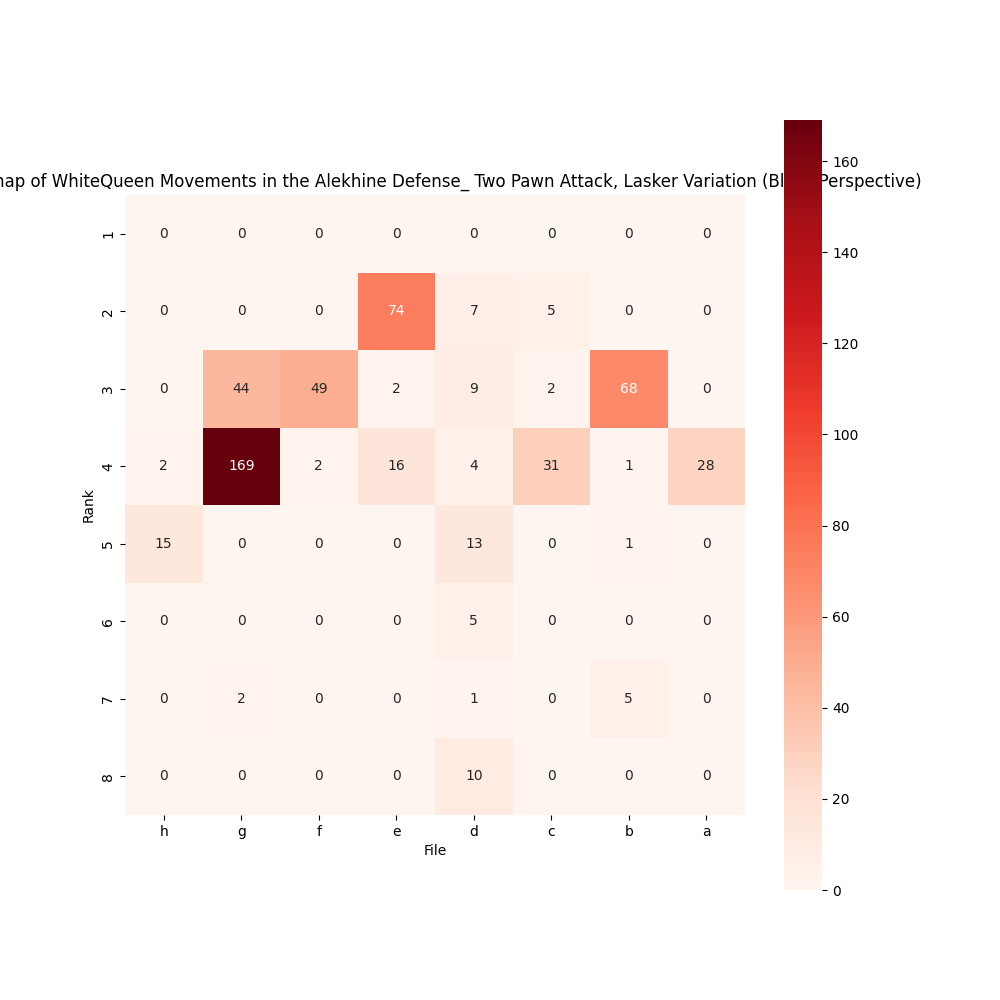 map of WhiteQueen Movements in the Alekhine Defense_ Two Pawn Attack, Lasker Variation (Bl Perspective)
160
140
120
100
80
60
40
20
0
Rank
1 0 0 0 0 0 0 0 0
2 0 0 0 74 7 5 0 0
3 0 44 49 2 9 2 68 0
4 2 169 2 16 4 31 1 28
5 15 0 0 0 13 0 1 0
6 0 0 0 0 5 0 0 0
7 0 2 0 0 1 0 5 0
8 0 0 0 0 10 0 0 0
h g f e d c b a
File